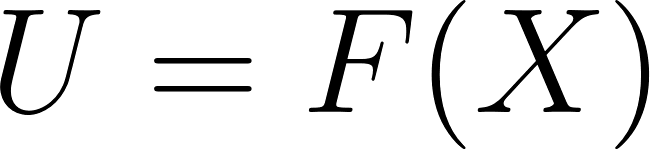 U = F(X)